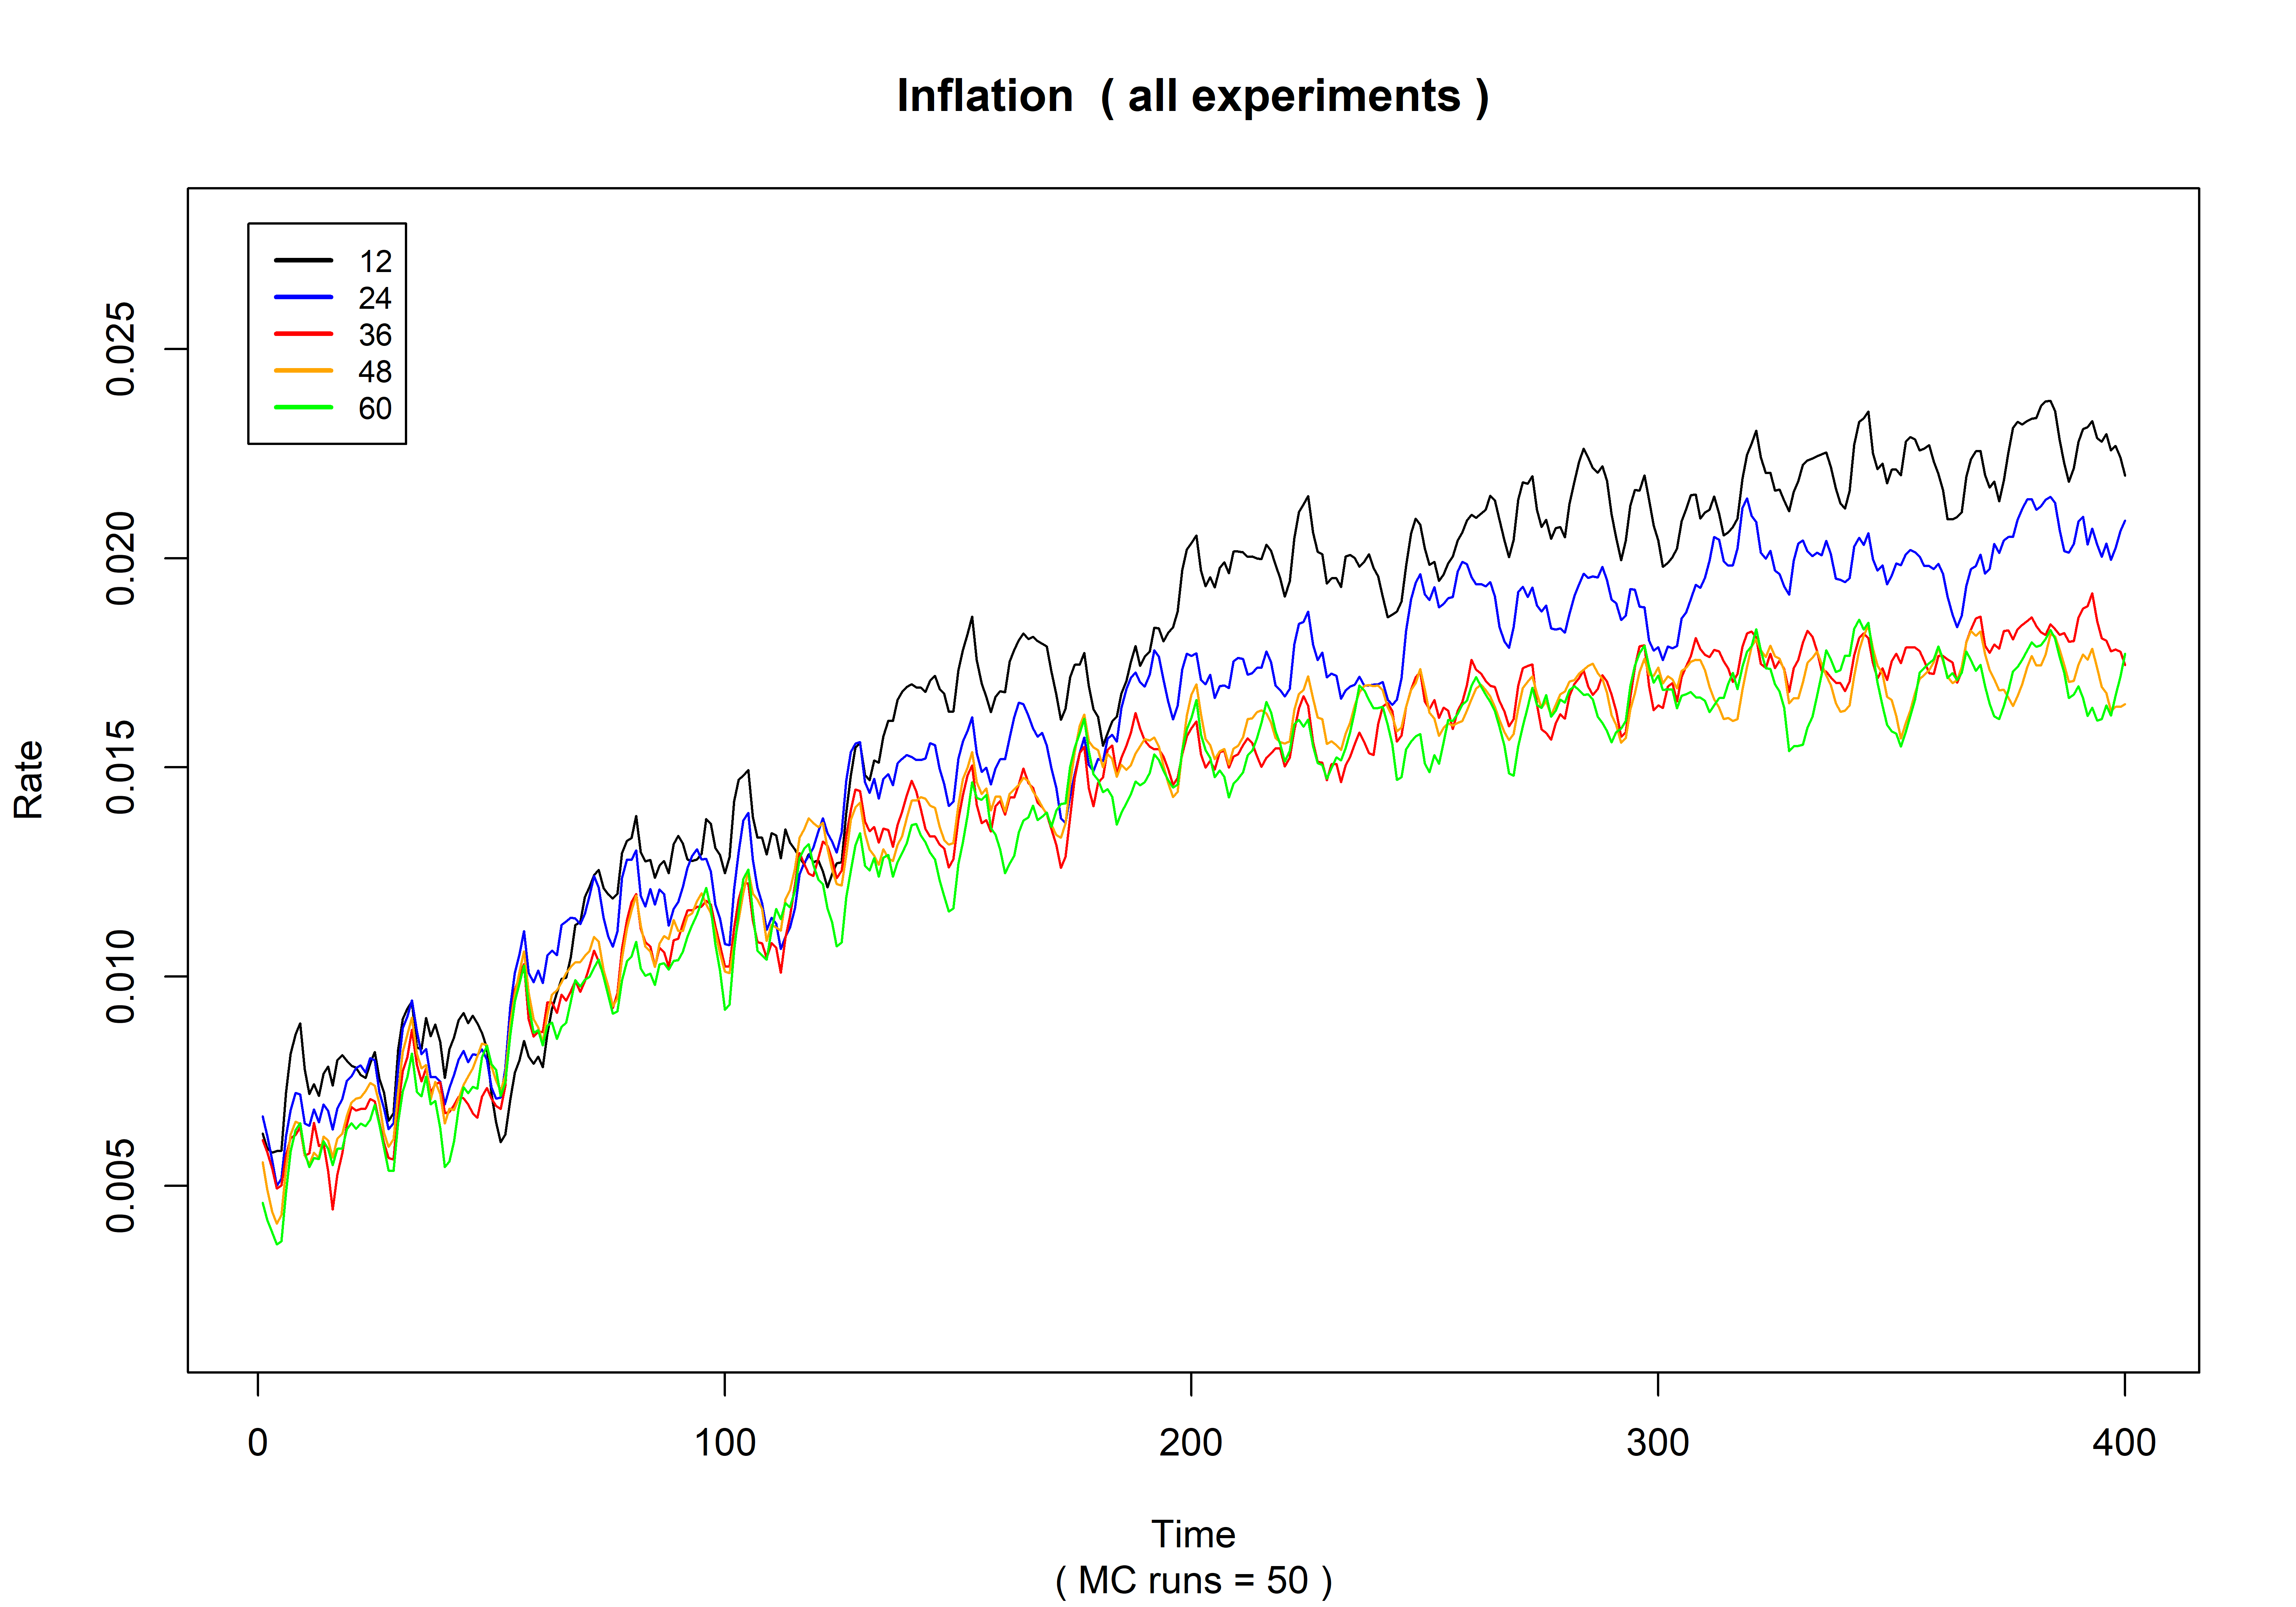 Inflation ( all experiments )
12
24
36
48
60
Rate
0.025
0.020
0.015
0.010
0.005
0 100 200 300 400
Time
( MC runs = 50 )